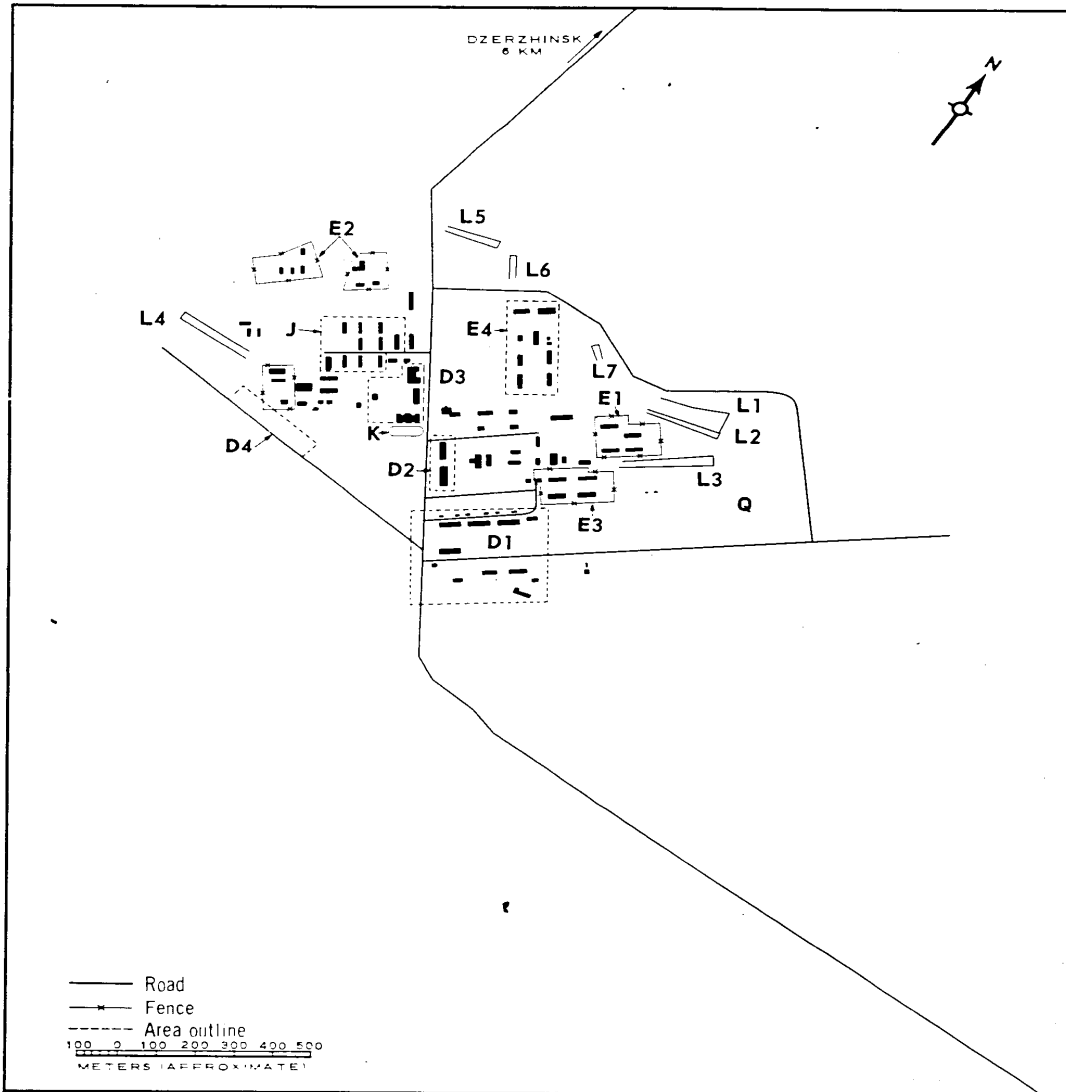 DZERZHINSK
6 KM
N
L5
E2
L6
L4
J
E4
L7
D3
E1
L1
L2
K
D4
D2
L3
Q
E3
D1
Road
Fence
Area outline
100 0 100 200 300 400 500
METERS (APPROXIMATE)